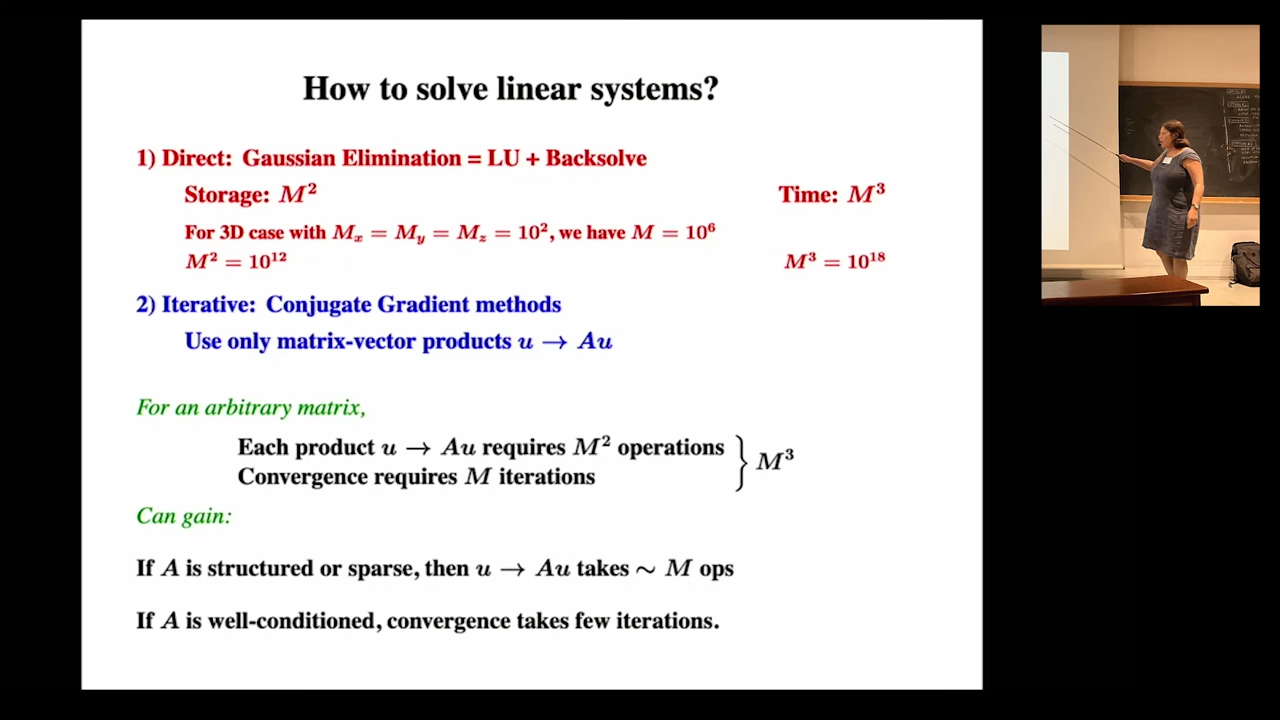 How to solve linear systems?
1) Direct: Gaussian Elimination = LU + Backsolve
Storage: M² Time: M³
For 3D case with Mₓ = M_y = M_z = 10², we have M = 10⁶
M² = 10¹² M³ = 10¹⁸
2) Iterative: Conjugate Gradient methods
Use only matrix-vector products u → Au
For an arbitrary matrix,
Each product u → Au requires M² operations
Convergence requires M iterations } M³
Can gain:
If A is structured or sparse, then u → Au takes ∼ M ops
If A is well-conditioned, convergence takes few iterations.